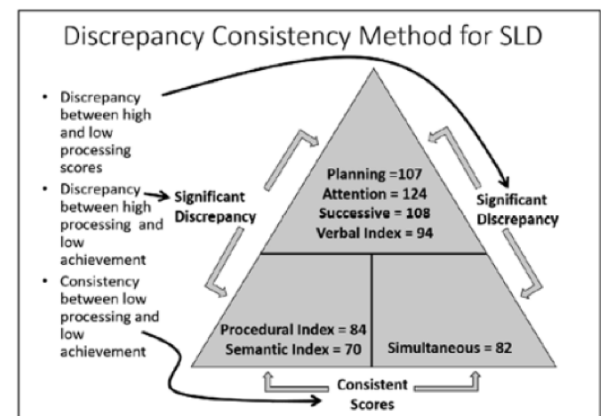 Discrepancy Consistency Method for SLD
• Discrepancy
between high
and low
processing
scores
• Discrepancy
between high
processing and
low
achievement
• Consistency
between low
processing and
low
achievement
Significant
Discrepancy
Planning =107
Attention = 124
Successive = 108
Verbal Index = 94
Significant
Discrepancy
Procedural Index = 84
Semantic Index = 70
Simultaneous = 82
Consistent
Scores